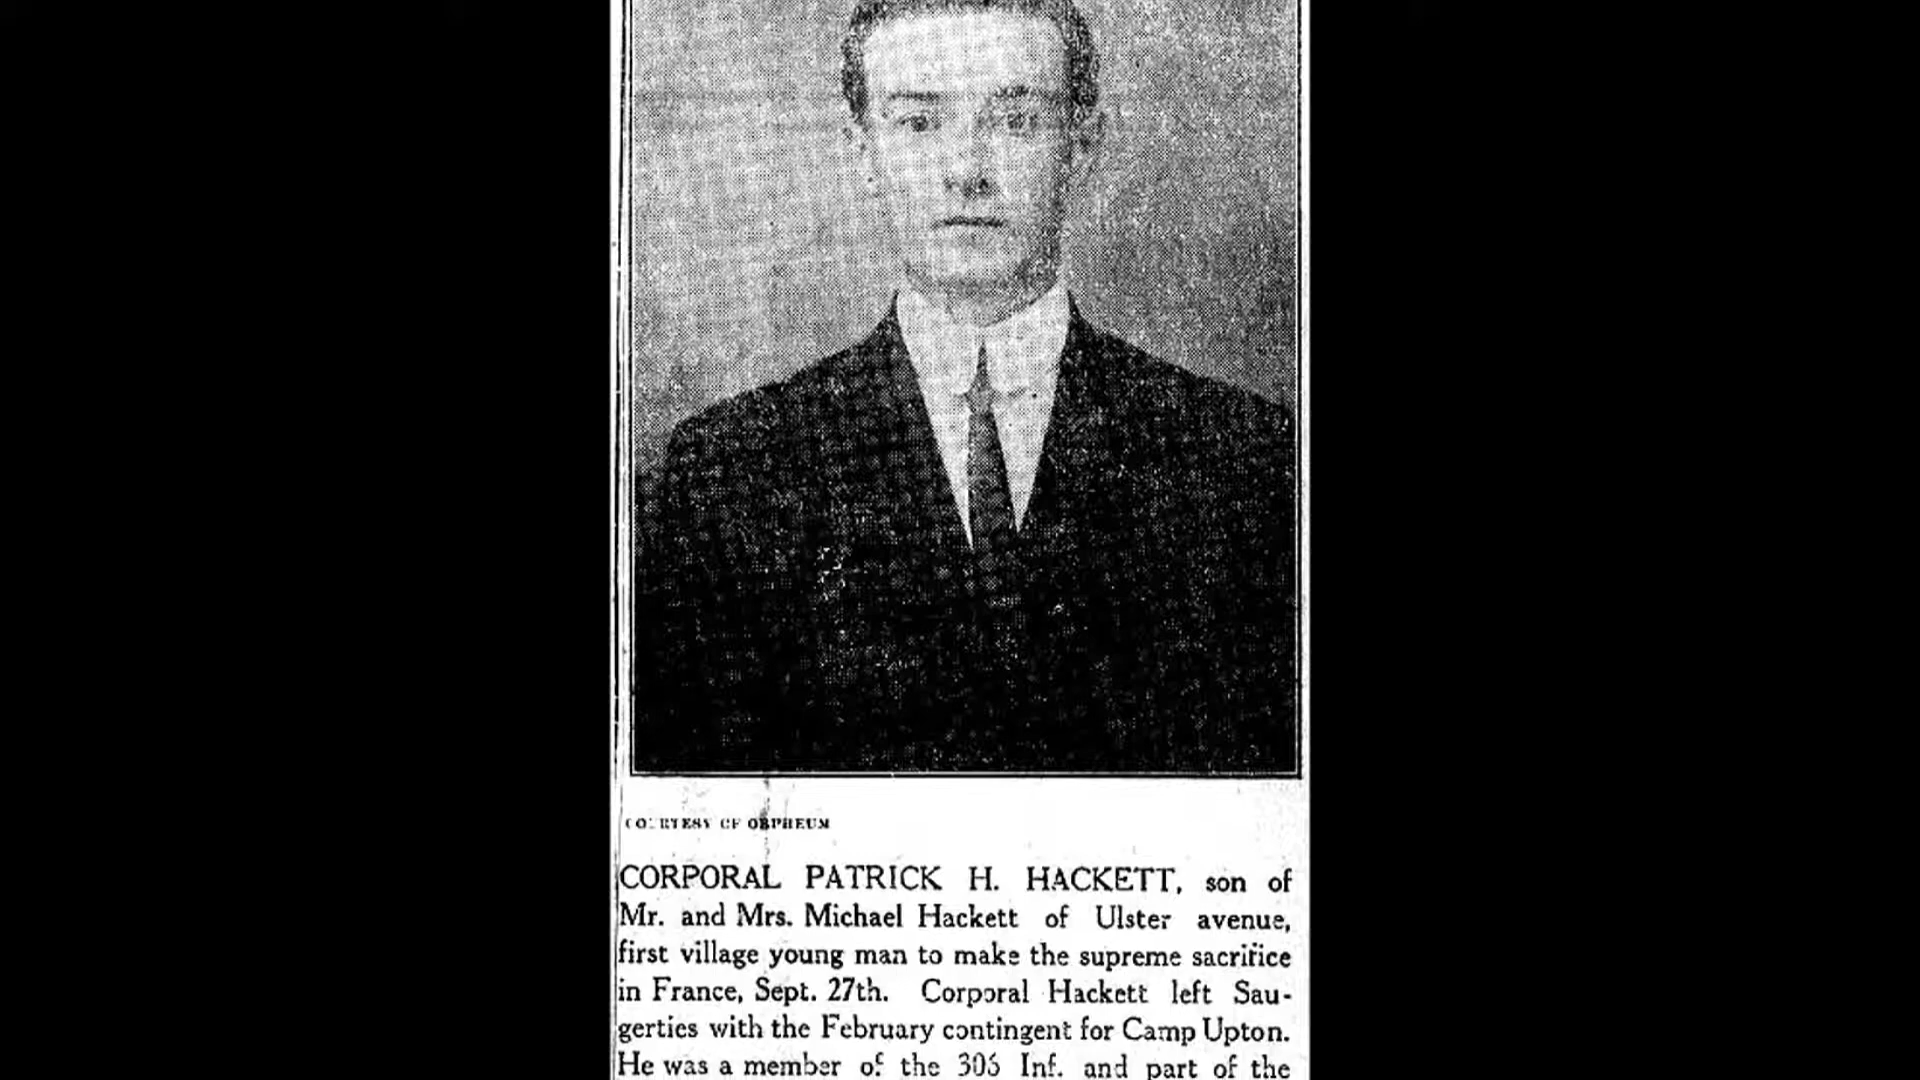 COURTESY OF ORPHEUM
CORPORAL PATRICK H. HACKETT, son of
Mr. and Mrs. Michael Hackett of Ulster avenue,
first village young man to make the supreme sacrifice
in France, Sept. 27th. Corporal Hackett left Sau-
gerties with the February contingent for Camp Upton.
He was a member of the 306 Inf. and part of the